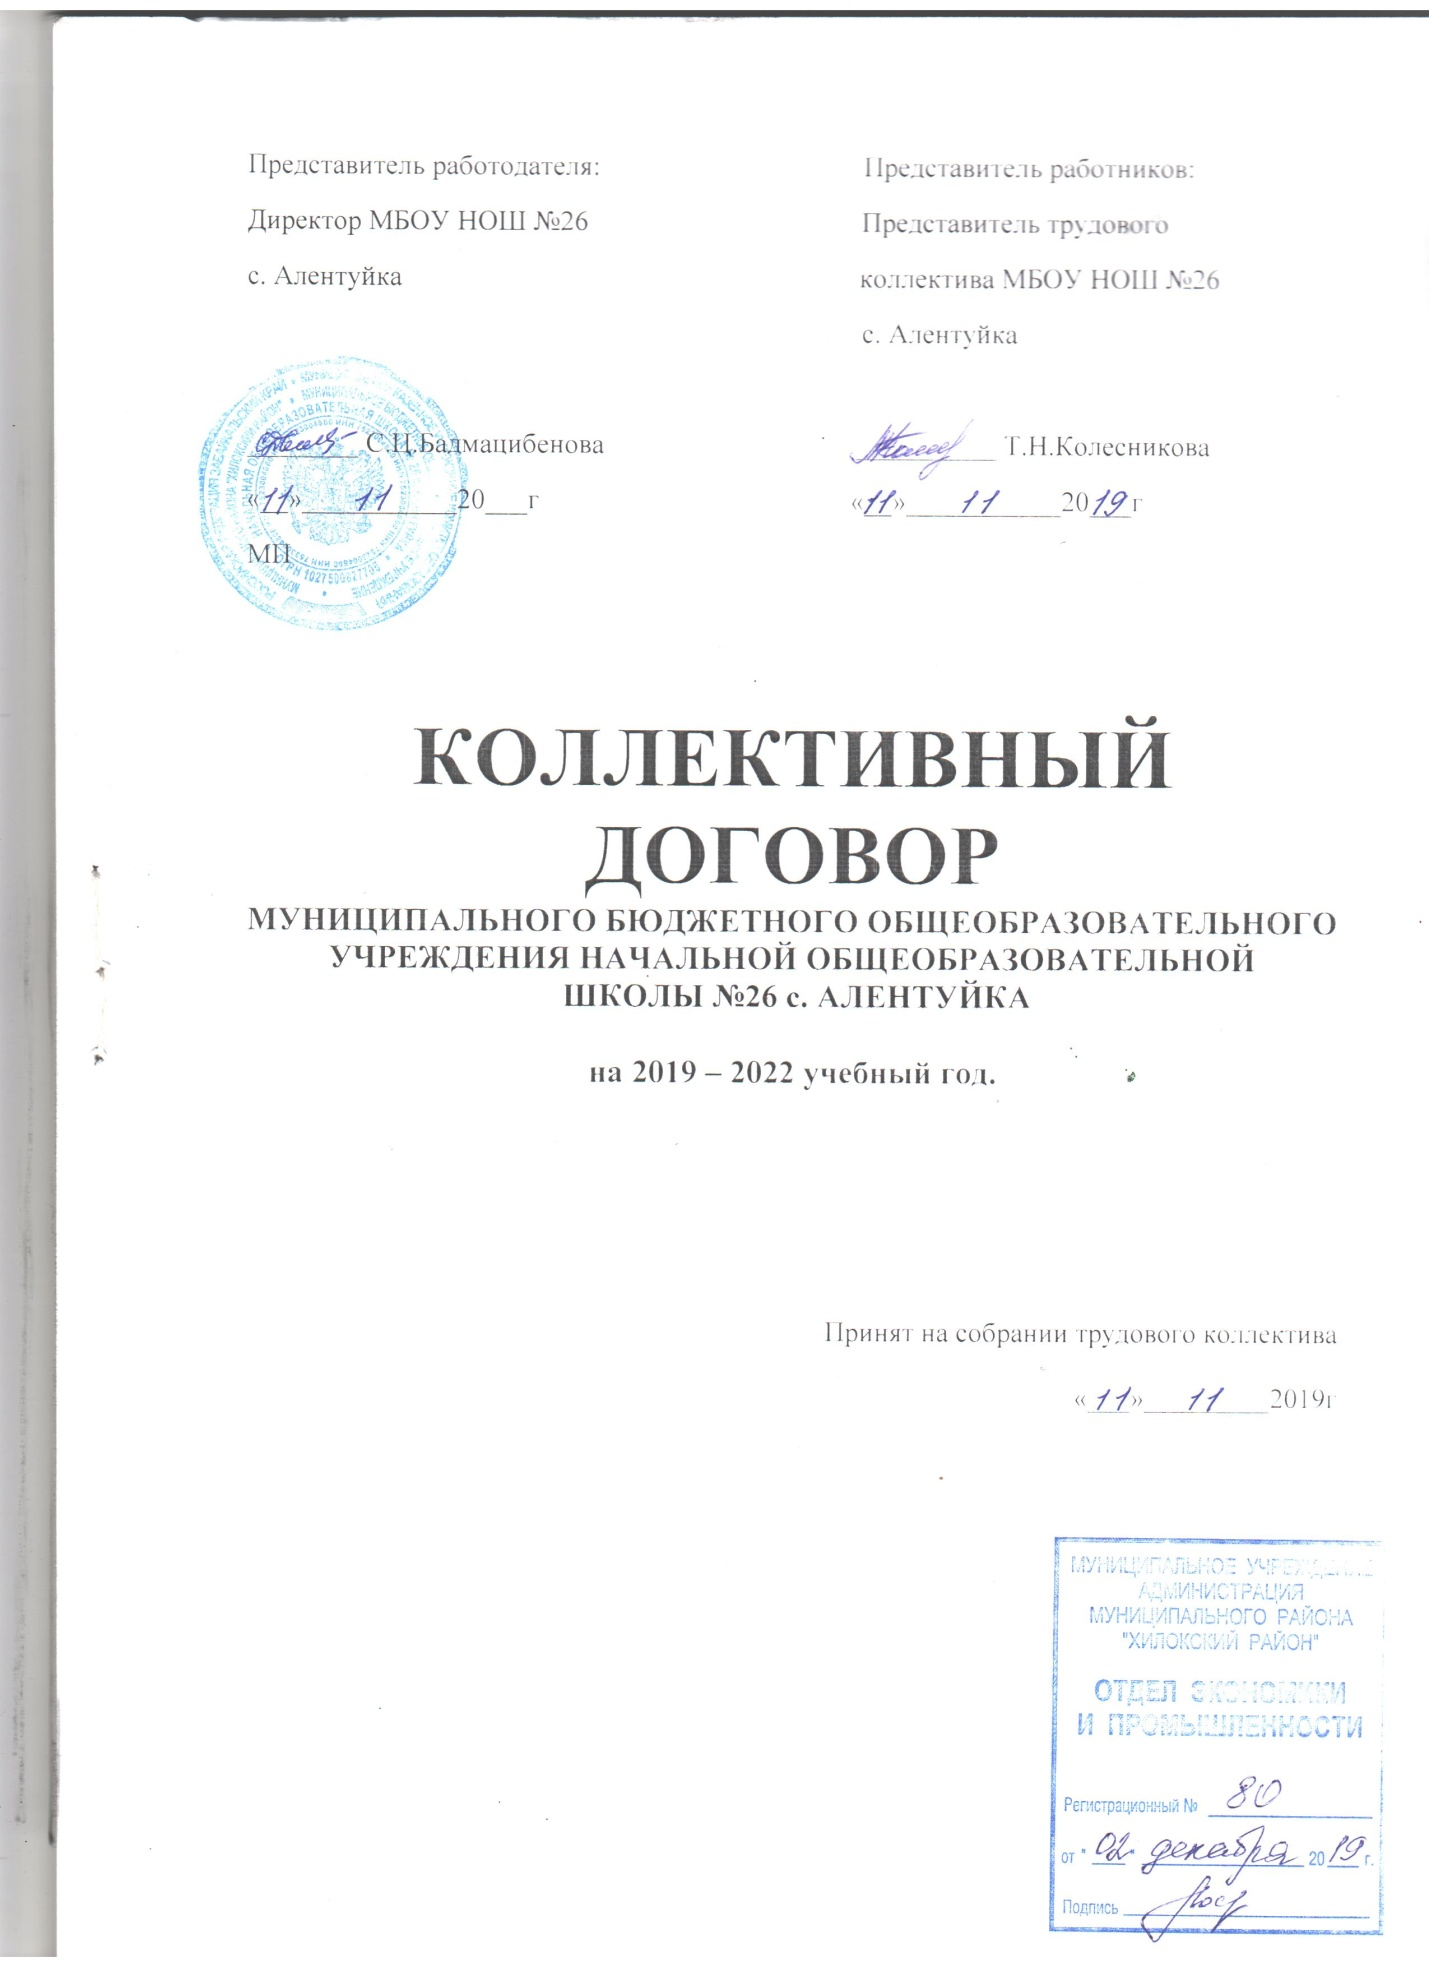 Представитель работодателя:
Директор МБОУ НОШ №26
с. Алентуйка
С.Ц.Бадмацибенова
«11» 11 20___г
МП
Представитель работников:
Представитель трудового
коллектива МБОУ НОШ №26
с. Алентуйка
Т.Н.Колесникова
«11» 11 2019г
КОЛЛЕКТИВНЫЙ
ДОГОВОР
МУНИЦИПАЛЬНОГО БЮДЖЕТНОГО ОБЩЕОБРАЗОВАТЕЛЬНОГО
УЧРЕЖДЕНИЯ НАЧАЛЬНОЙ ОБЩЕОБРАЗОВАТЕЛЬНОЙ
ШКОЛЫ №26 с. АЛЕНТУЙКА
на 2019 – 2022 учебный год.
Принят на собрании трудового коллектива
«11» 11 2019г
МУНИЦИПАЛЬНОЕ УЧРЕЖДЕНИЕ
АДМИНИСТРАЦИЯ
МУНИЦИПАЛЬНОГО РАЙОНА
"ХИЛОКСКИЙ РАЙОН"
ОТДЕЛ ЭКОНОМИКИ
И ПРОМЫШЛЕННОСТИ
Регистрационный № 80
от "02" декабря 2019 г.
Подпись